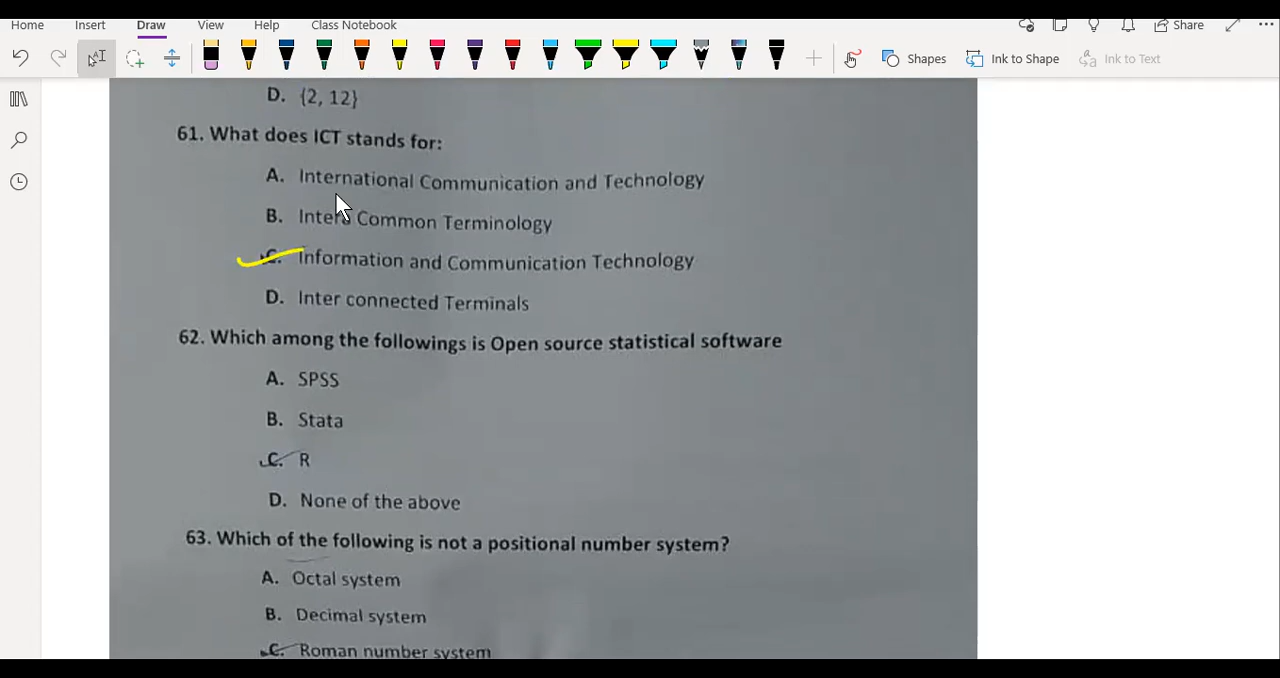 Home Insert Draw View Help Class Notebook Share
Shapes Ink to Shape Ink to Text
D. {2, 12}
61. What does ICT stands for:
A. International Communication and Technology
B. Inter Common Terminology
C. Information and Communication Technology
D. Inter connected Terminals
62. Which among the followings is Open source statistical software
A. SPSS
B. Stata
C. R
D. None of the above
63. Which of the following is not a positional number system?
A. Octal system
B. Decimal system
C. Roman number system